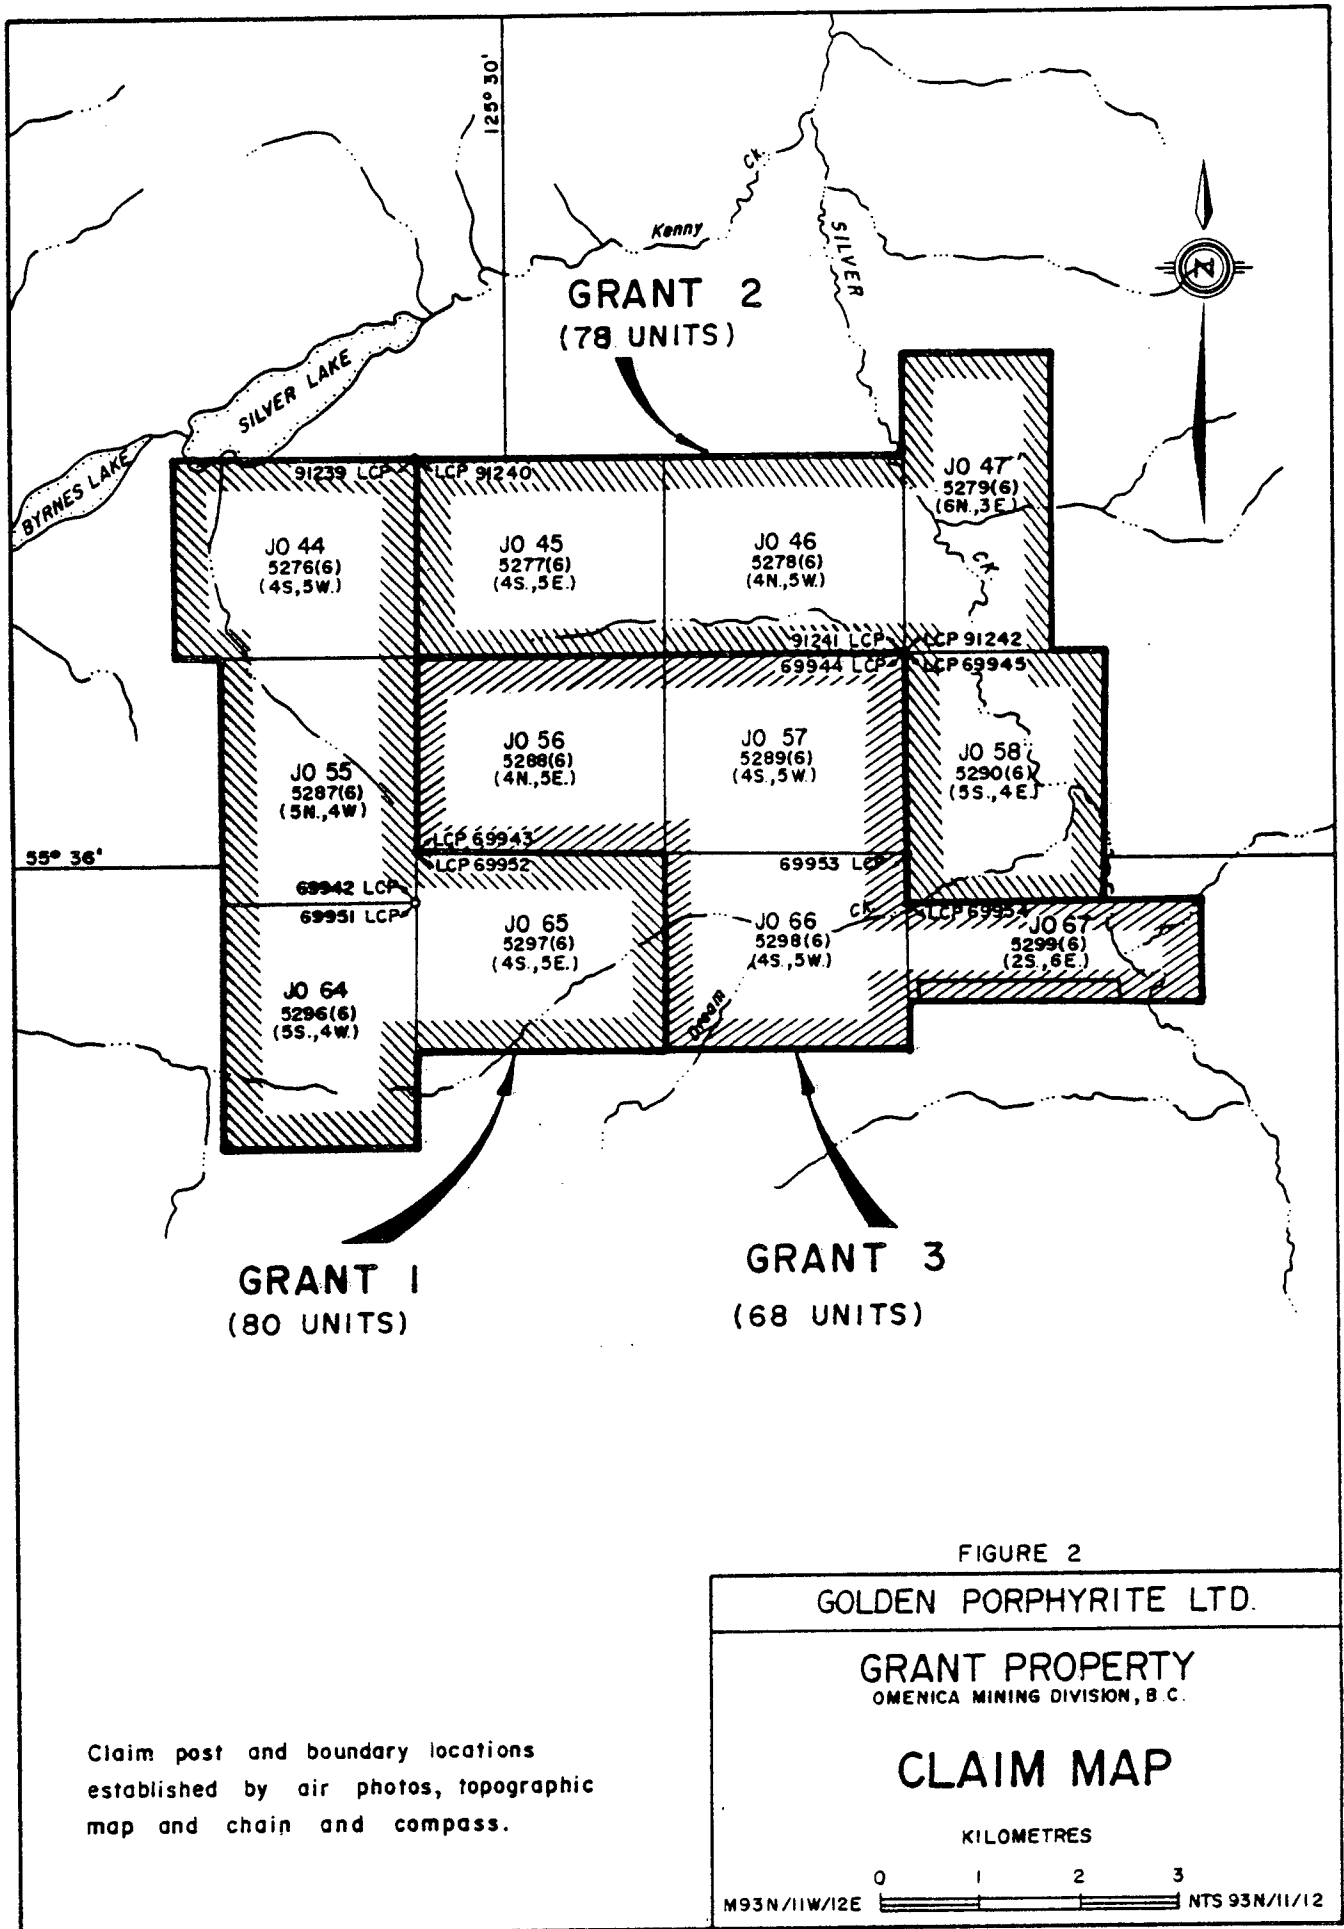 125° 30'
Kenny Ck.
SILVER
GRANT 2
(78 UNITS)
SILVER LAKE
BYRNES LAKE
N
91239 LCP
LCP 91240
JO 47
5279(6)
(6N.,3E.)
JO 44
5276(6)
(4S,5W.)
JO 45
5277(6)
(4S.,5E.)
JO 46
5278(6)
(4N.,5W.)
CK.
91241 LCP
LCP 91242
69944 LCP
LCP 69945
JO 56
5288(6)
(4N.,5E.)
JO 57
5289(6)
(4S.,5W.)
JO 58
5290(6)
(5S.,4E.)
JO 55
5287(6)
(5N.,4W)
LCP 69943
55° 36'
LCP 69952
69953 LCP
69942 LCP
69951 LCP
CK.
LCP 69954
JO 65
5297(6)
(4S.,5E.)
JO 66
5298(6)
(4S.,5W.)
JO 67
5299(6)
(2S.,6E.)
JO 64
5296(6)
(5S.,4W.)
Dream
GRANT 1
(80 UNITS)
GRANT 3
(68 UNITS)
FIGURE 2
GOLDEN PORPHYRITE LTD.
GRANT PROPERTY
OMENICA MINING DIVISION, B.C.
CLAIM MAP
Claim post and boundary locations
established by air photos, topographic
map and chain and compass.
KILOMETRES
0 1 2 3
M93N/11W/12E
NTS 93N/11/12